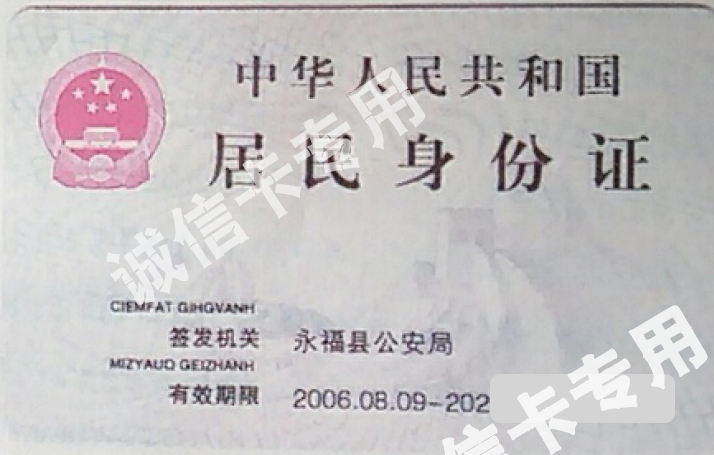 中华人民共和国
居民身份证
诚信卡专用
CIEMFAT GIHGVANH
签发机关 永福县公安局
MIZYAUQ GEIZHANH
有效期限 2006.08.09-202
信卡专用